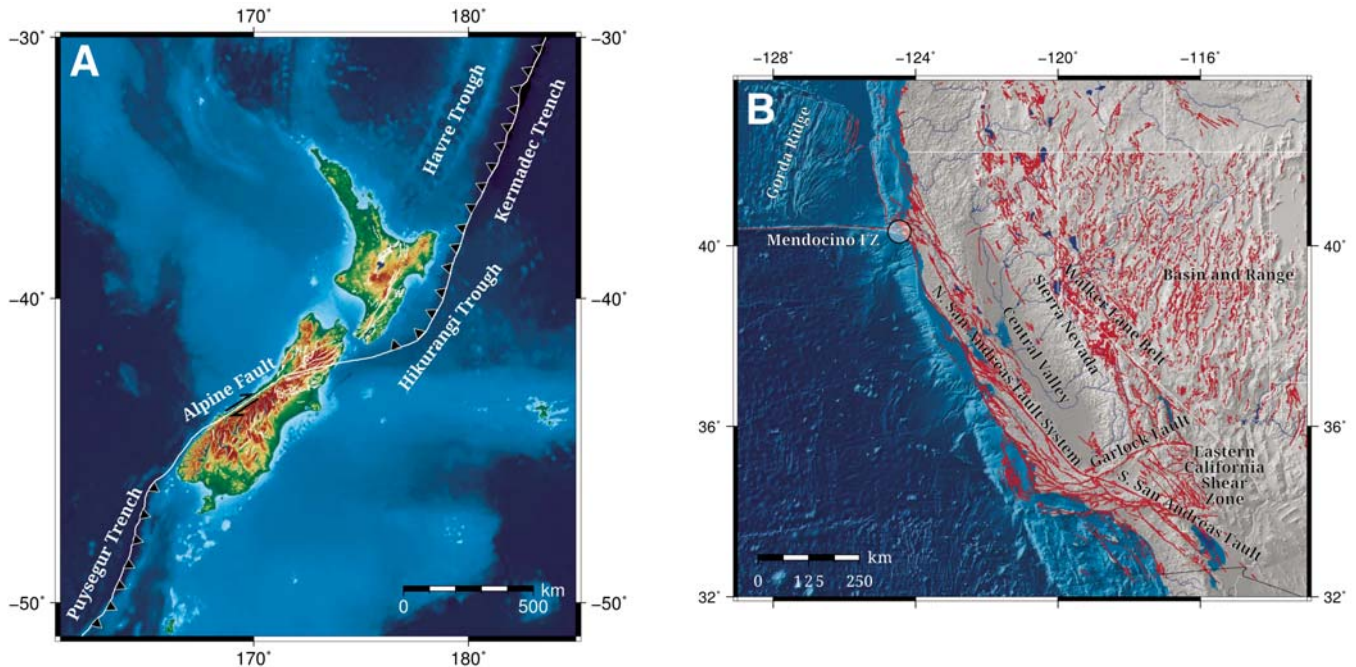 170˚ 180˚
−30˚ −30˚
A
Havre Trough
Kermadec Trench
−40˚ −40˚
Hikurangi Trough
Alpine Fault
Puysegur Trench
km
0 500
−50˚ −50˚
170˚ 180˚
−128˚ −124˚ −120˚ −116˚
B
Gorda Ridge
Mendocino FZ
40˚ 40˚
Basin and Range
Walker Lane Belt
Sierra Nevada
Central Valley
N. San Andreas Fault System
36˚ 36˚
Garlock Fault
Eastern
California
Shear
Zone
S. San Andreas Fault
km
0 125 250
32˚ 32˚